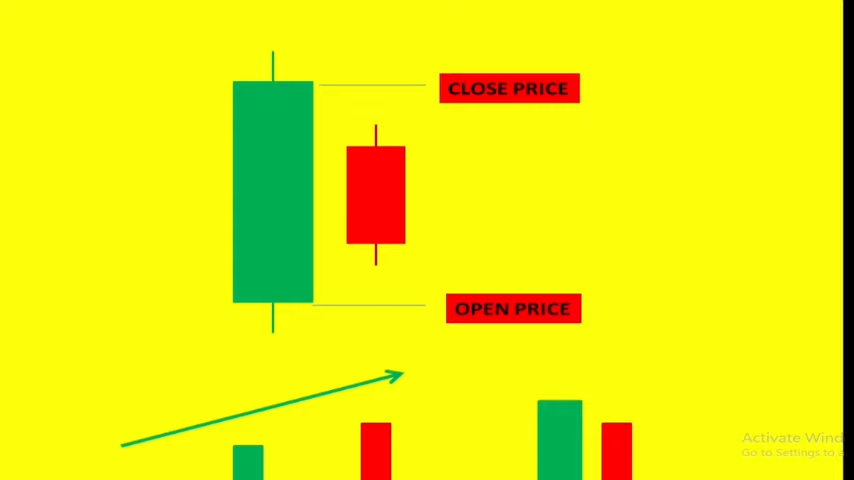 CLOSE PRICE
OPEN PRICE
Activate Wind
Go to Settings to